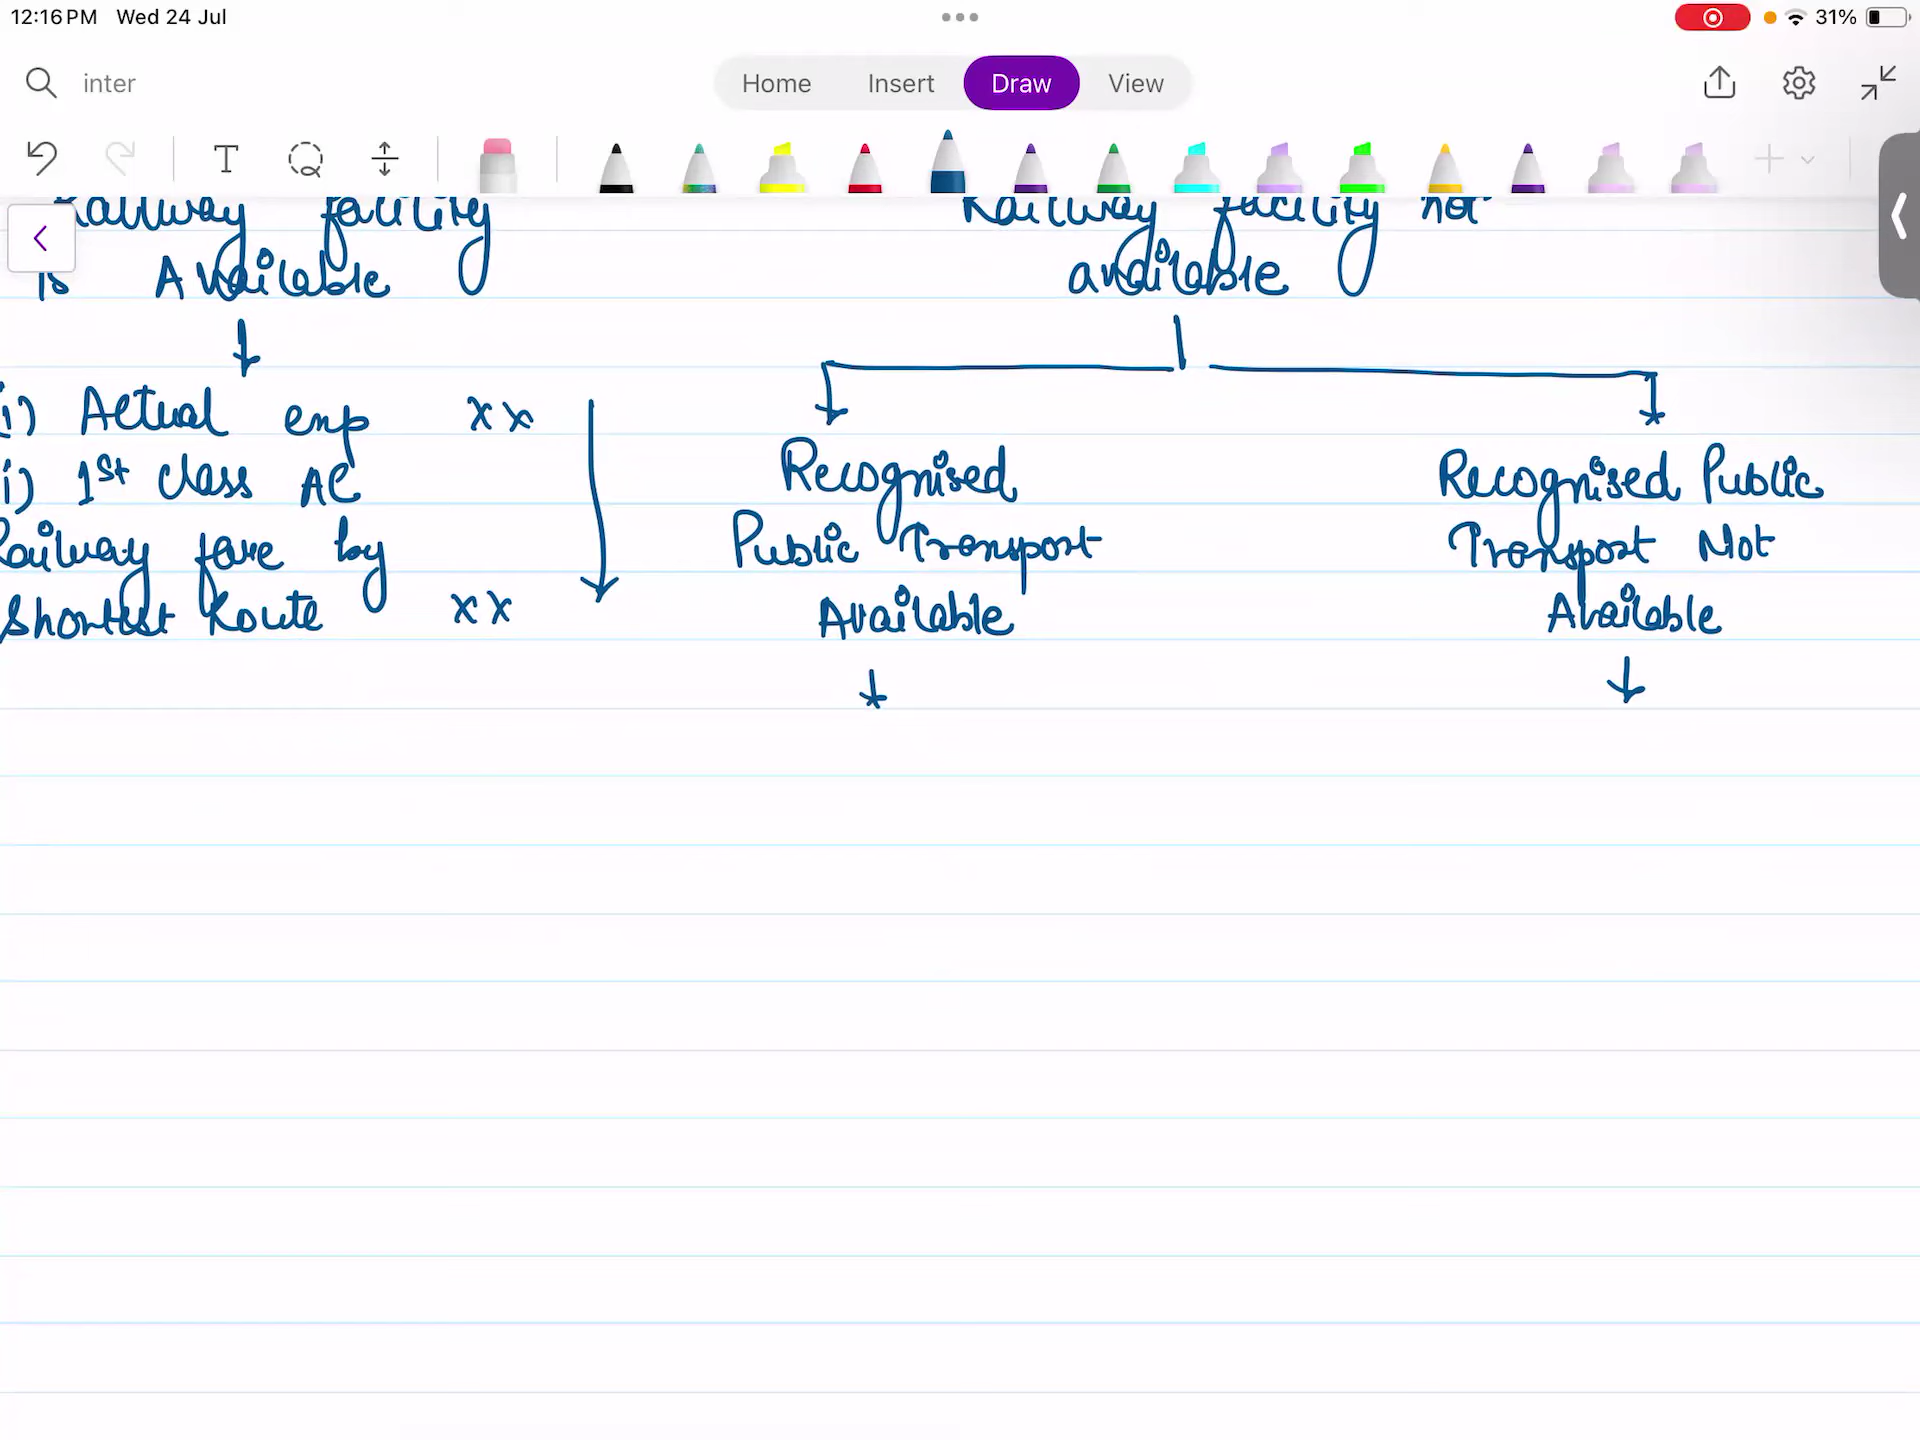 12:16 PM Wed 24 Jul
31%
inter
Home Insert Draw View
T
Railway facility
is Available
Railway facility not
available
i) Actual exp xx
i) 1st class AC
Railway fare by
Shortest Route xx
Recognised
Public Transport
Available
Recognised Public
Transport Not
Available